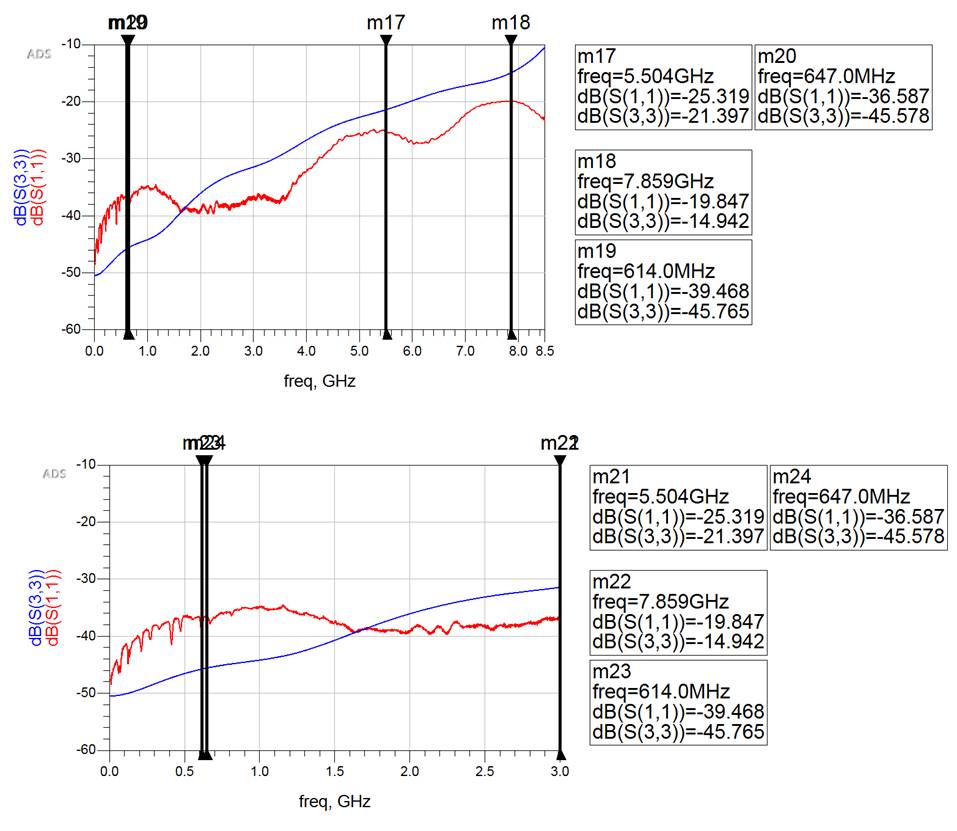 m19 m17 m18
ADS
-10
-20
-30
-40
-50
-60
dB(S(3,3))
dB(S(1,1))
0.0 1.0 2.0 3.0 4.0 5.0 6.0 7.0 8.0 8.5
freq, GHz
m17
freq=5.504GHz
dB(S(1,1))=-25.319
dB(S(3,3))=-21.397
m20
freq=647.0MHz
dB(S(1,1))=-36.587
dB(S(3,3))=-45.578
m18
freq=7.859GHz
dB(S(1,1))=-19.847
dB(S(3,3))=-14.942
m19
freq=614.0MHz
dB(S(1,1))=-39.468
dB(S(3,3))=-45.765
m23 m24 m21 m22
ADS
-10
-20
-30
-40
-50
-60
dB(S(3,3))
dB(S(1,1))
0.0 0.5 1.0 1.5 2.0 2.5 3.0
freq, GHz
m21
freq=5.504GHz
dB(S(1,1))=-25.319
dB(S(3,3))=-21.397
m24
freq=647.0MHz
dB(S(1,1))=-36.587
dB(S(3,3))=-45.578
m22
freq=7.859GHz
dB(S(1,1))=-19.847
dB(S(3,3))=-14.942
m23
freq=614.0MHz
dB(S(1,1))=-39.468
dB(S(3,3))=-45.765